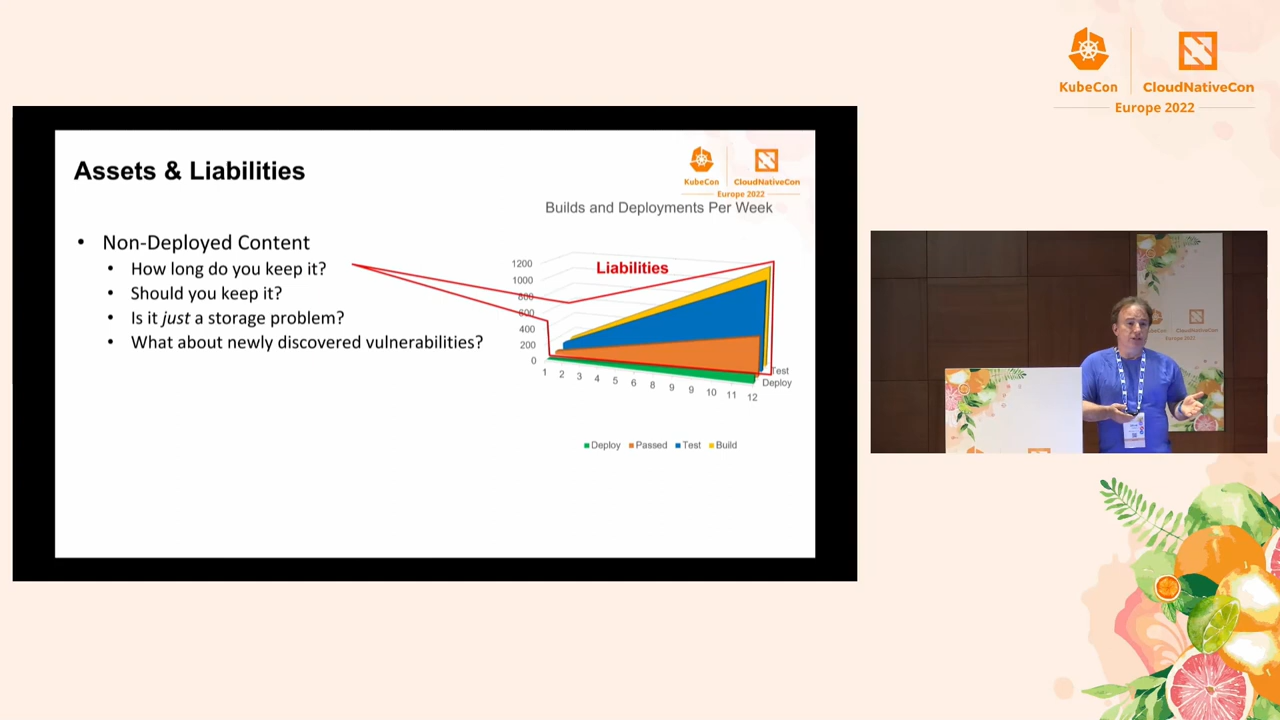 KubeCon
CloudNativeCon
Europe 2022
Assets & Liabilities
KubeCon
CloudNativeCon
Europe 2022
Builds and Deployments Per Week
• Non-Deployed Content
• How long do you keep it?
• Should you keep it?
• Is it just a storage problem?
• What about newly discovered vulnerabilities?
Liabilities
1200
1000
800
600
400
200
0
1 2 3 4 5 6 8 9 9 10 11 12
Test
Deploy
Deploy Passed Test Build